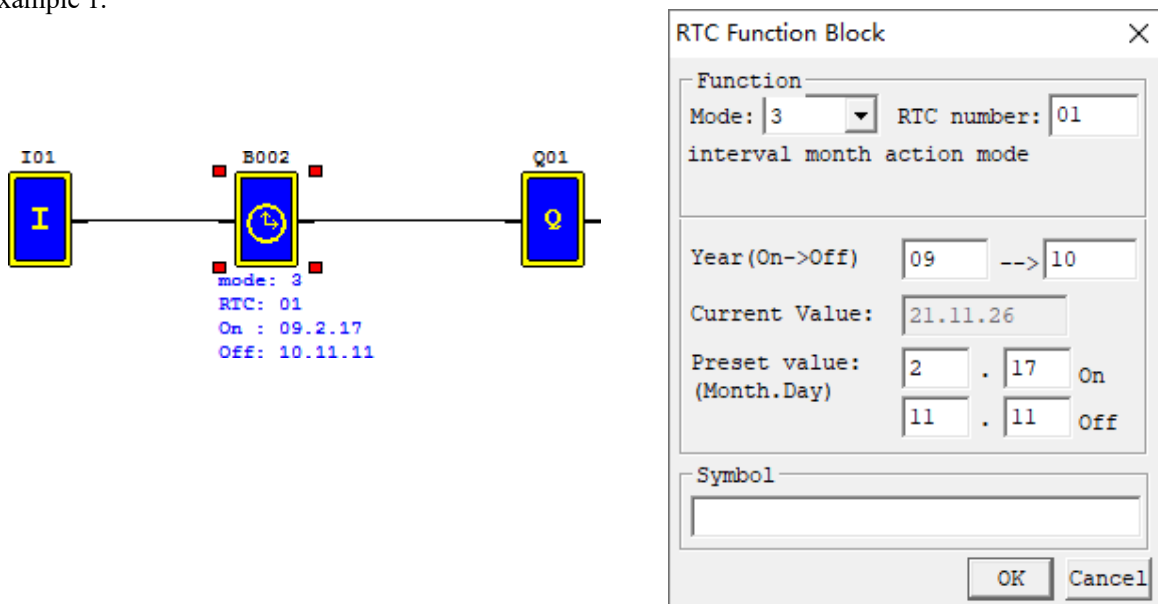 xample 1:
I01
I
B002
mode: 3
RTC: 01
On : 09.2.17
Off: 10.11.11
Q01
Q
RTC Function Block
Function
Mode: 3 RTC number: 01
interval month action mode
Year(On->Off) 09 --> 10
Current Value: 21.11.26
Preset value: 2 . 17 On
(Month.Day)
11 . 11 Off
Symbol
OK Cancel